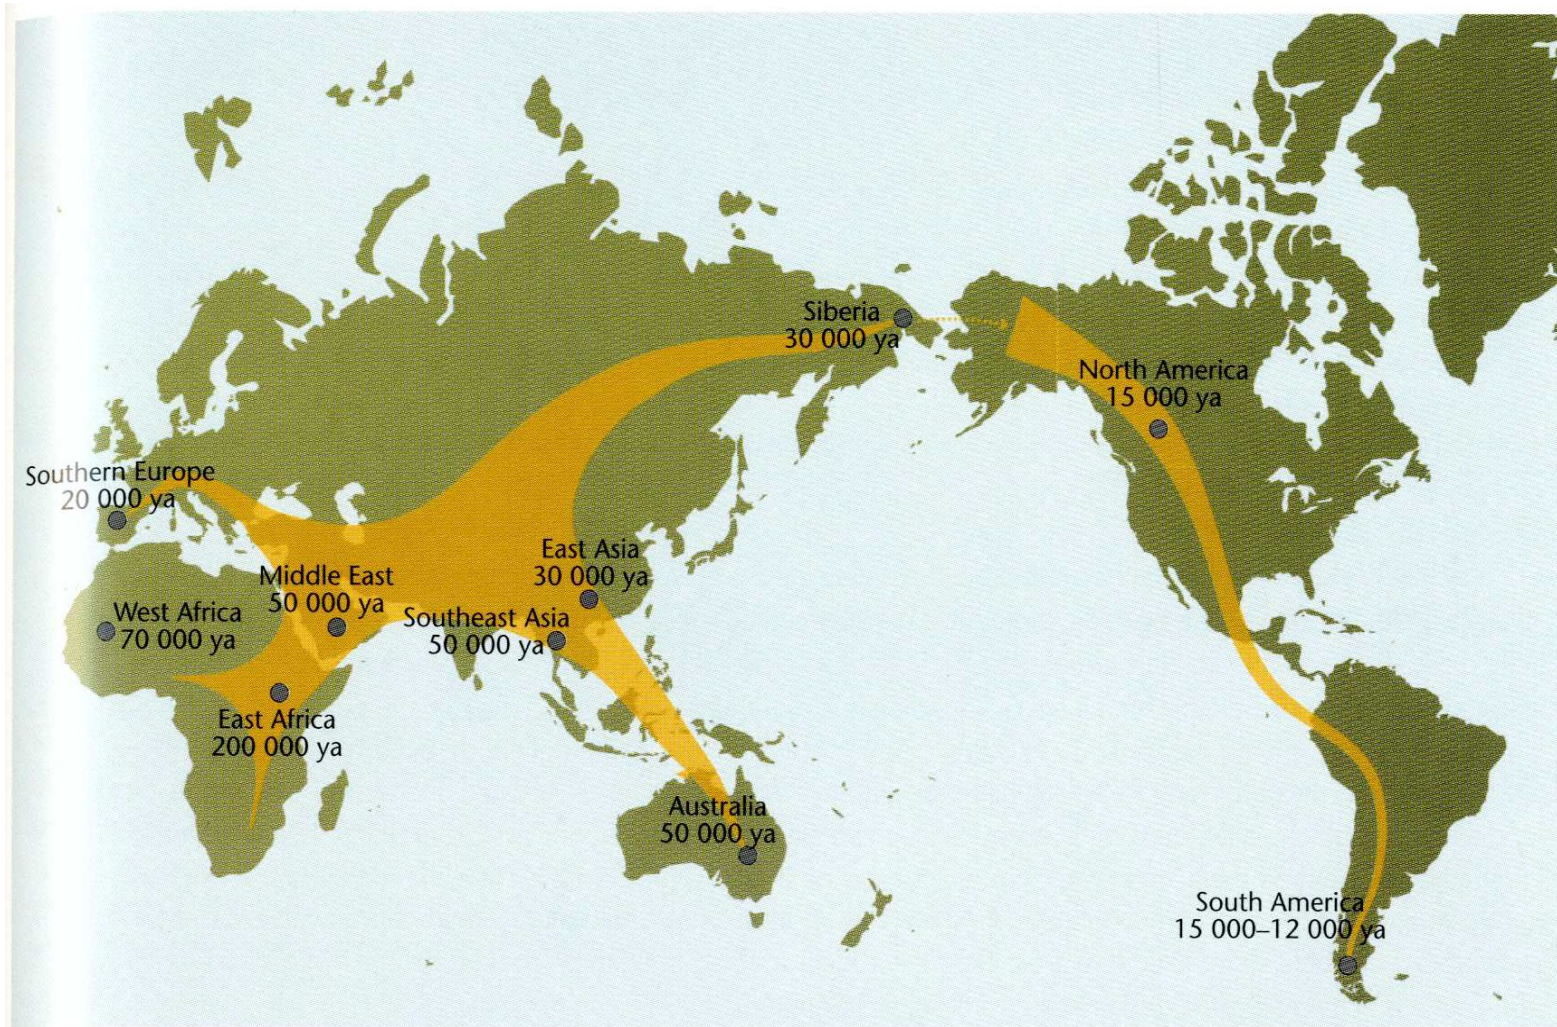 Siberia
30 000 ya
North America
15 000 ya
Southern Europe
20 000 ya
East Asia
30 000 ya
Middle East
50 000 ya
West Africa
70 000 ya
Southeast Asia
50 000 ya
East Africa
200 000 ya
Australia
50 000 ya
South America
15 000–12 000 ya